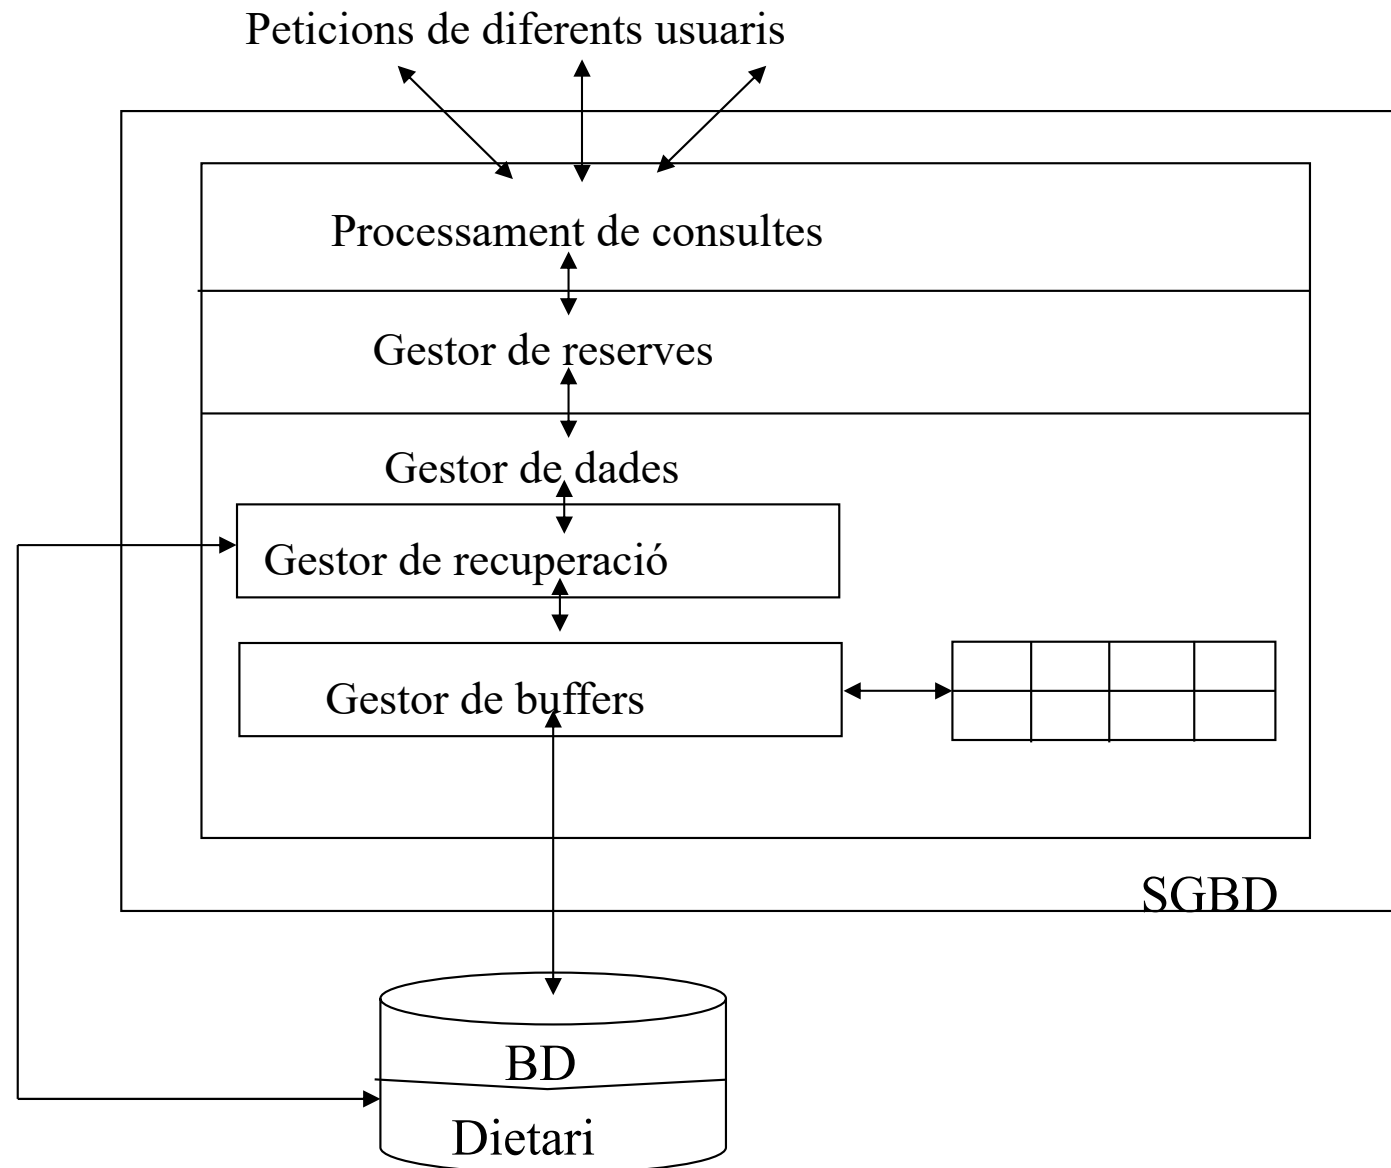 Peticions de diferents usuaris
Processament de consultes
Gestor de reserves
Gestor de dades
Gestor de recuperació
Gestor de buffers
SGBD
BD
Dietari